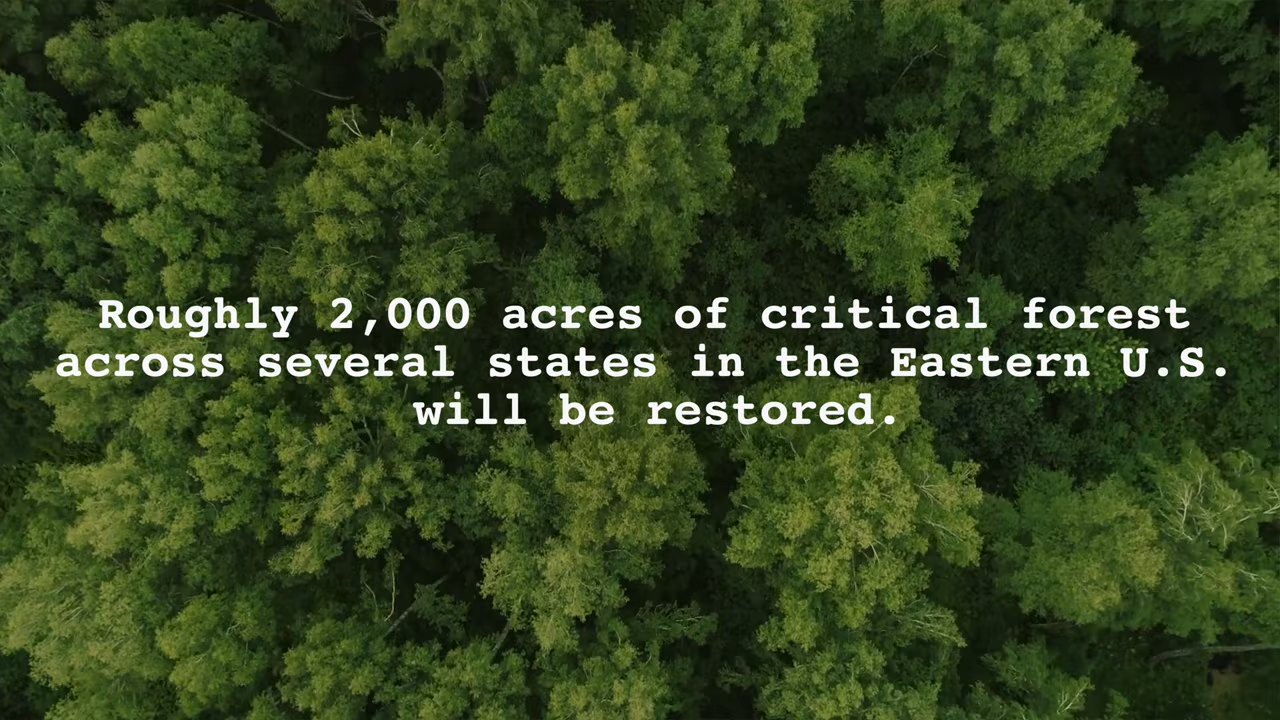 Roughly 2,000 acres of critical forest
across several states in the Eastern U.S.
will be restored.